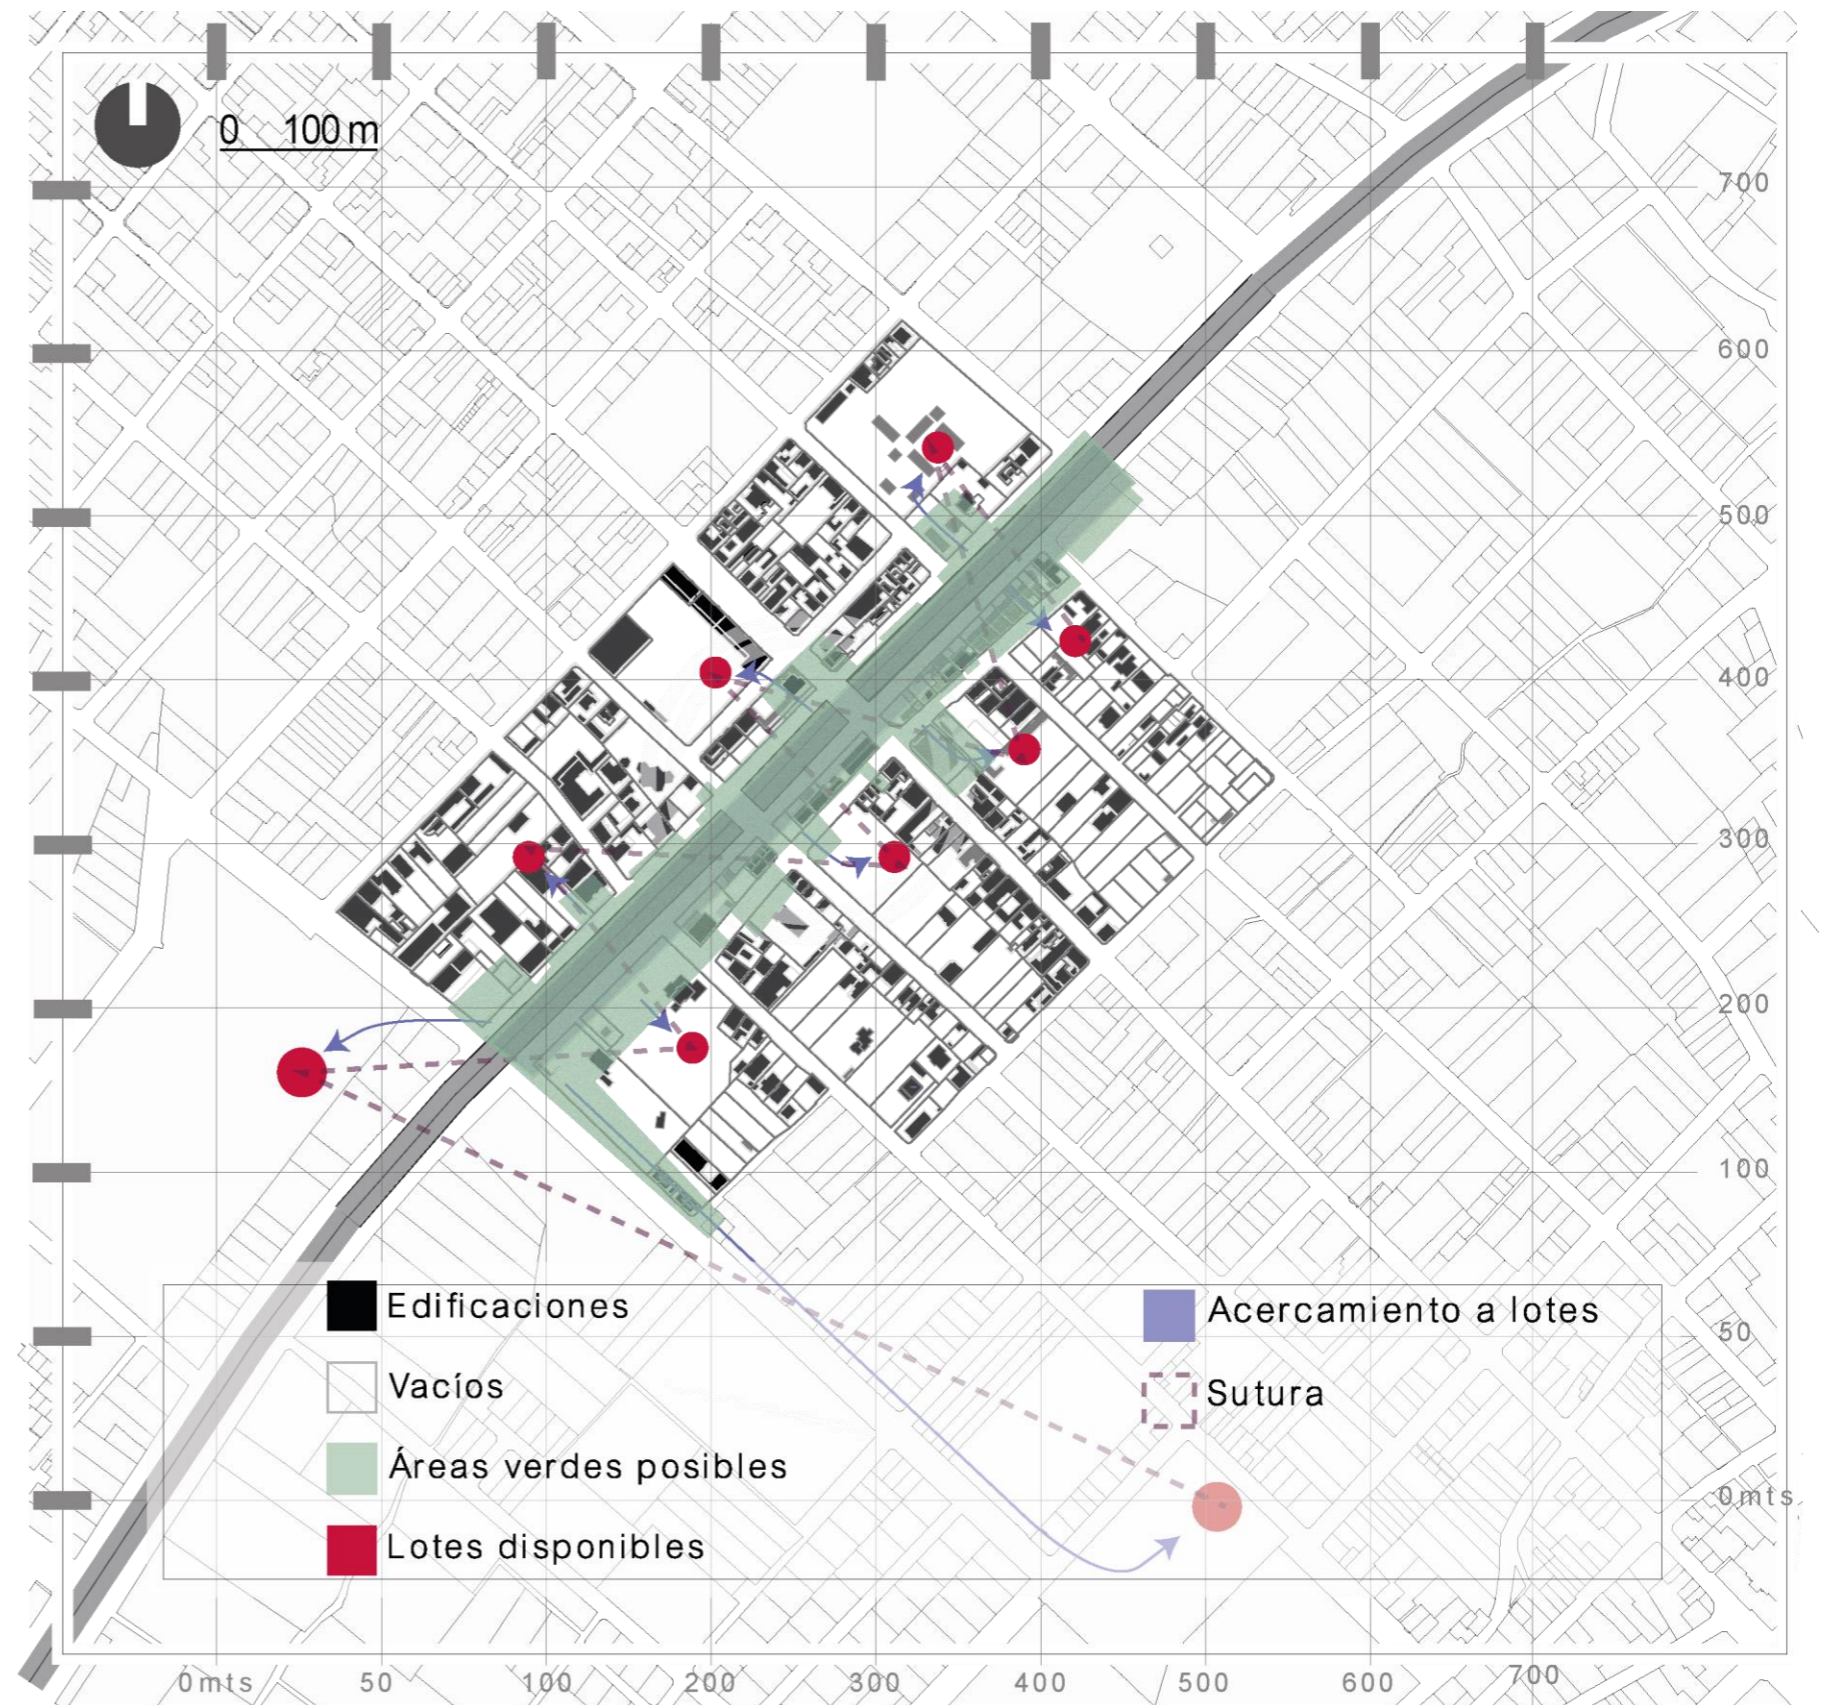 0 100 m
700
600
500
400
300
200
100
50
0mts
Edificaciones
Vacíos
Áreas verdes posibles
Lotes disponibles
Acercamiento a lotes
Sutura
0mts 50 100 200 300 400 500 600 700